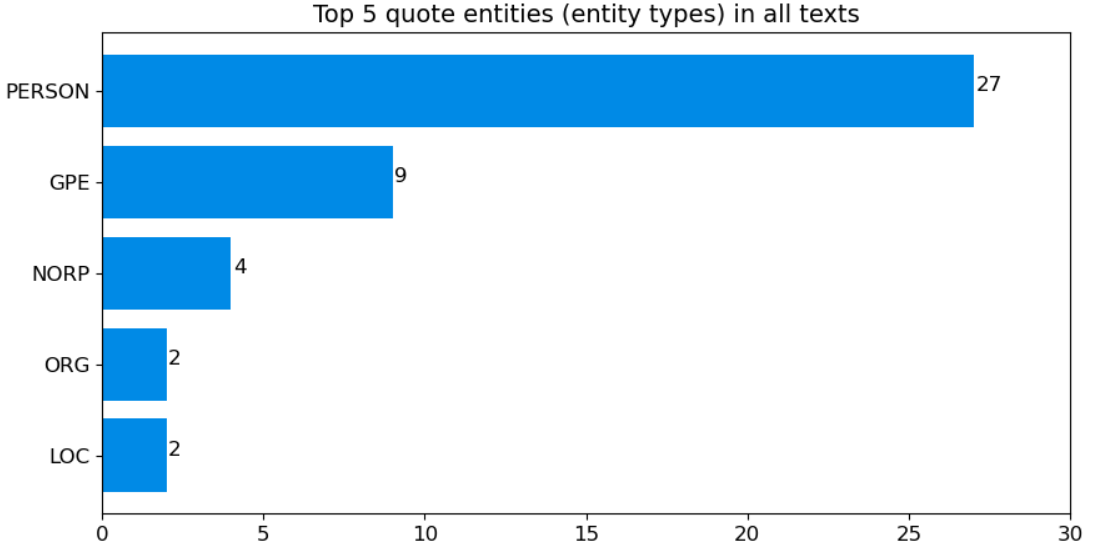 Top 5 quote entities (entity types) in all texts
PERSON 27
GPE 9
NORP 4
ORG 2
LOC 2
0 5 10 15 20 25 30